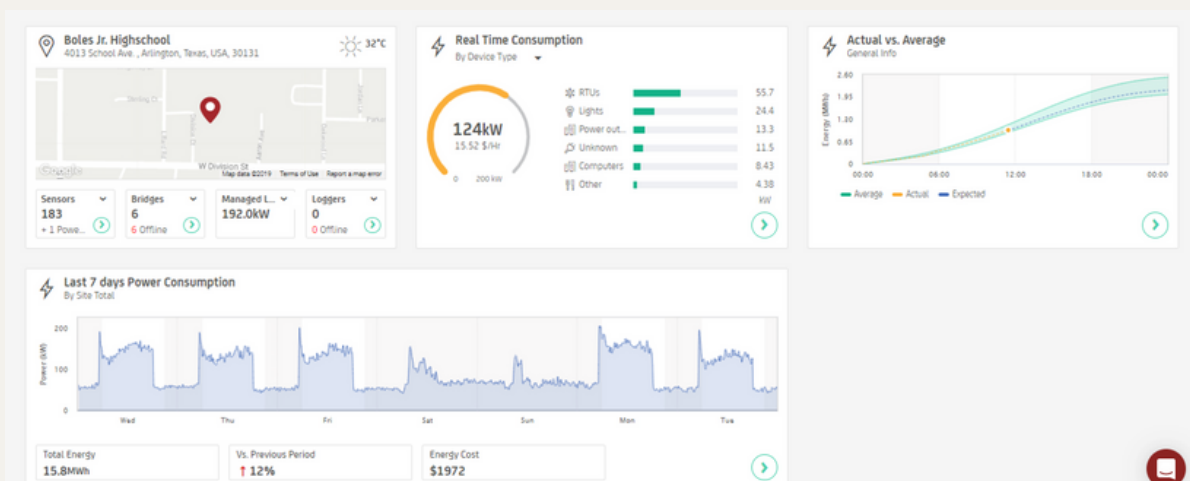 Boles Jr. Highschool
4013 School Ave., Arlington, Texas, USA, 30131
32°C
W Division St
Google
Map data ©2019 Terms of Use Report a map error
Sensors
183
+ 1 Powe...
Bridges
6
6 Offline
Managed L...
192.0kW
Loggers
0
0 Offline
Real Time Consumption
By Device Type
124kW
15.52 $/Hr
0 200 kW
RTUs 55.7
Lights 24.4
Power out... 13.3
Unknown 11.5
Computers 8.43
Other 4.38
kW
Actual vs. Average
General Info
Energy (MWh)
2.60
1.95
1.30
0.65
0
00:00 06:00 12:00 18:00 00:00
Average Actual Expected
Last 7 days Power Consumption
By Site Total
Power (kW)
200
100
0
Wed Thu Fri Sat Sun Mon Tue
Total Energy
15.8MWh
Vs. Previous Period
↑ 12%
Energy Cost
$1972